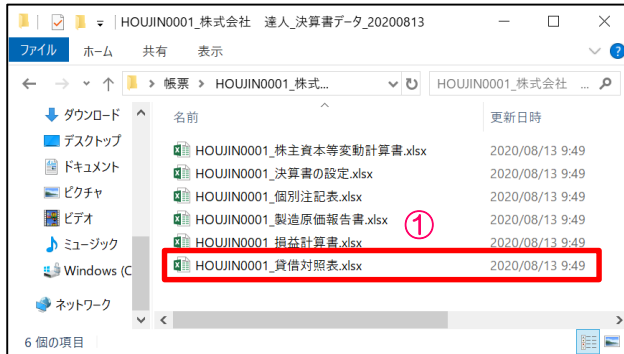 HOUJIN0001_株式会社　達人_決算書データ_20200813
ファイル ホーム 共有 表示
帳票 > HOUJIN0001_株式... HOUJIN0001_株式会社 ...
名前 更新日時
ダウンロード
デスクトップ
ドキュメント
ピクチャ
ビデオ
ミュージック
Windows (C
ネットワーク
HOUJIN0001_株主資本等変動計算書.xlsx 2020/08/13 9:49
HOUJIN0001_決算書の設定.xlsx 2020/08/13 9:49
HOUJIN0001_個別注記表.xlsx 2020/08/13 9:49
HOUJIN0001_製造原価報告書.xlsx 2020/08/13 9:49
①
HOUJIN0001_損益計算書.xlsx 2020/08/13 9:49
HOUJIN0001_貸借対照表.xlsx 2020/08/13 9:49
6 個の項目